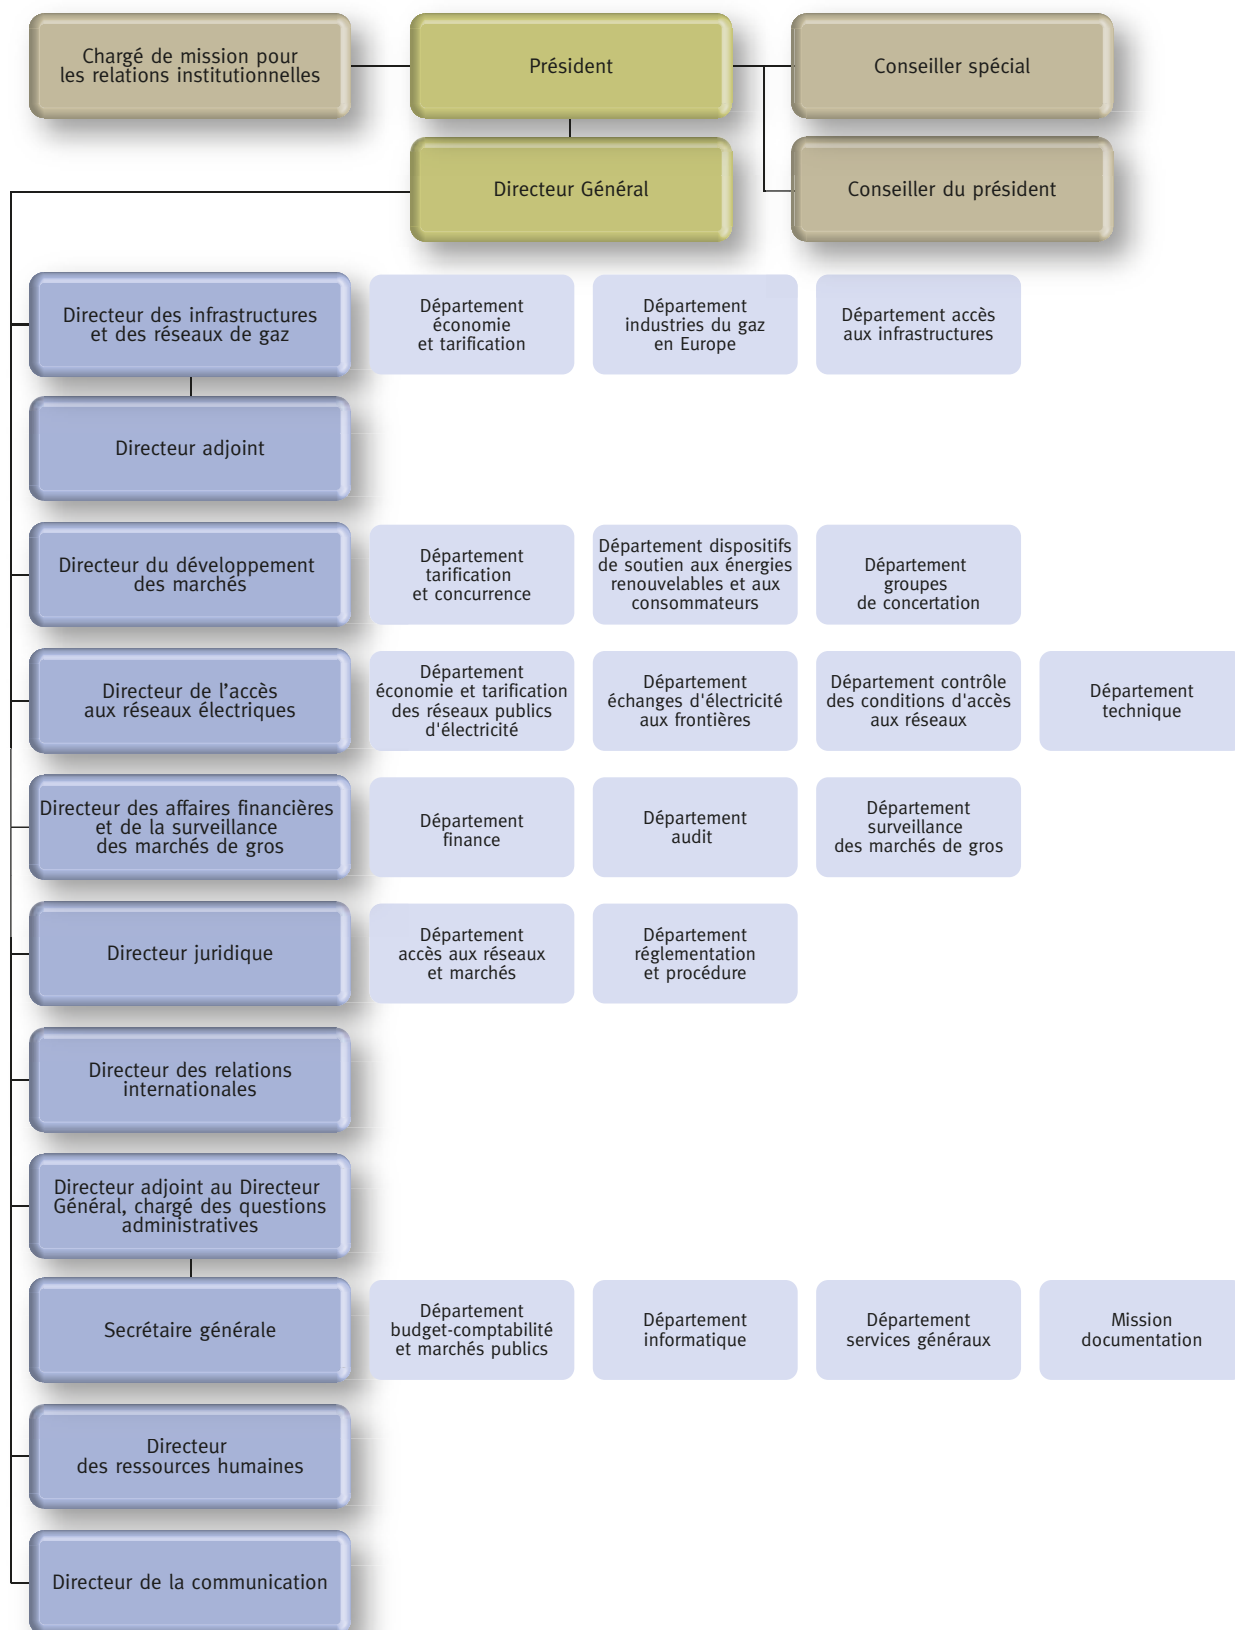 Chargé de mission pour
les relations institutionnelles
Président
Conseiller spécial
Directeur Général
Conseiller du président
Directeur des infrastructures
et des réseaux de gaz
Département
économie
et tarification
Département
industries du gaz
en Europe
Département accès
aux infrastructures
Directeur adjoint
Directeur du développement
des marchés
Département
tarification
et concurrence
Département dispositifs
de soutien aux énergies
renouvelables et aux
consommateurs
Département
groupes
de concertation
Directeur de l’accès
aux réseaux électriques
Département
économie et tarification
des réseaux publics
d'électricité
Département
échanges d'électricité
aux frontières
Département contrôle
des conditions d'accès
aux réseaux
Département
technique
Directeur des affaires financières
et de la surveillance
des marchés de gros
Département
finance
Département
audit
Département
surveillance
des marchés de gros
Directeur juridique
Département
accès aux réseaux
et marchés
Département
réglementation
et procédure
Directeur des relations
internationales
Directeur adjoint au Directeur
Général, chargé des questions
administratives
Secrétaire générale
Département
budget-comptabilité
et marchés publics
Département
informatique
Département
services généraux
Mission
documentation
Directeur
des ressources humaines
Directeur de la communication